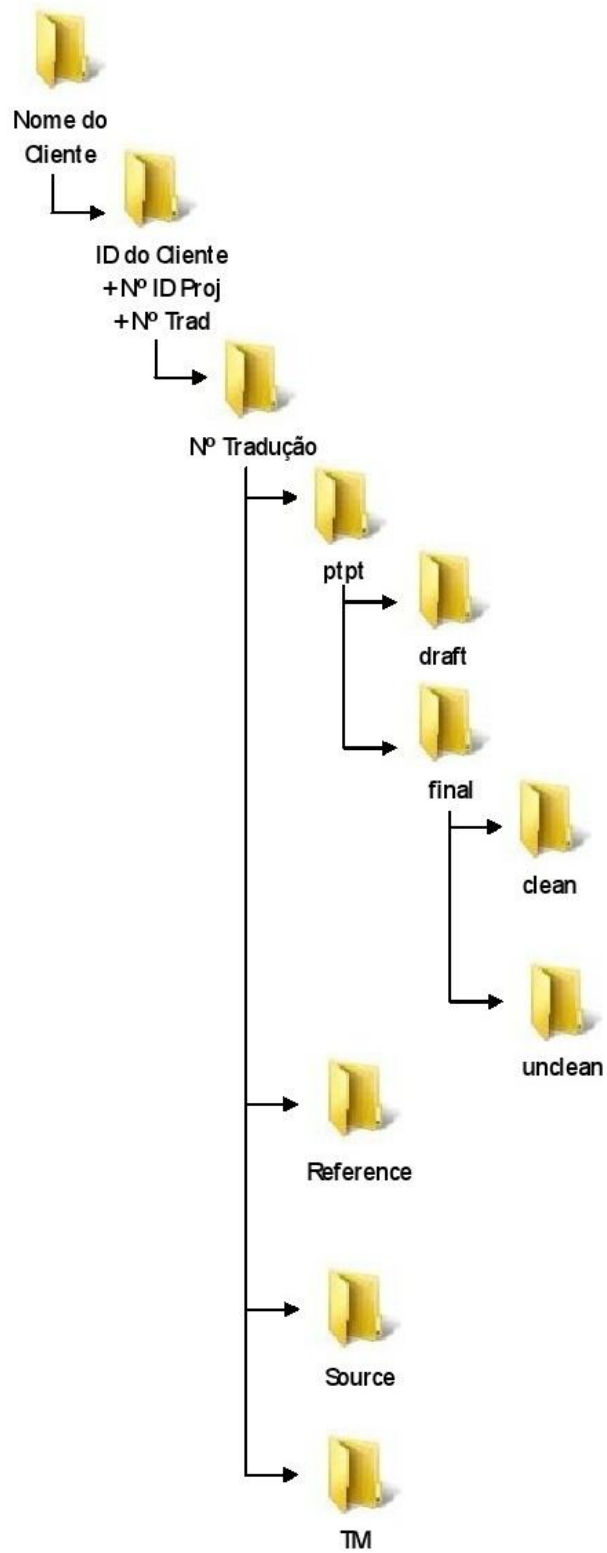 Nome do
Cliente
ID do Cliente
+ Nº ID Proj
+ Nº Trad
Nº Tradução
ptpt
draft
final
clean
unclean
Reference
Source
TM